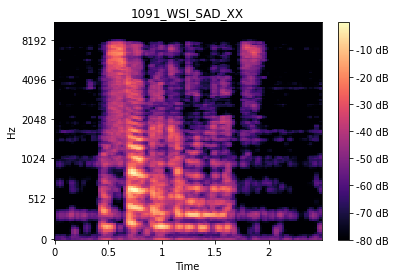 1091_WSI_SAD_XX
8192
4096
2048
1024
512
0
Hz
0
0.5
1
1.5
2
Time
-10 dB
-20 dB
-30 dB
-40 dB
-50 dB
-60 dB
-70 dB
-80 dB